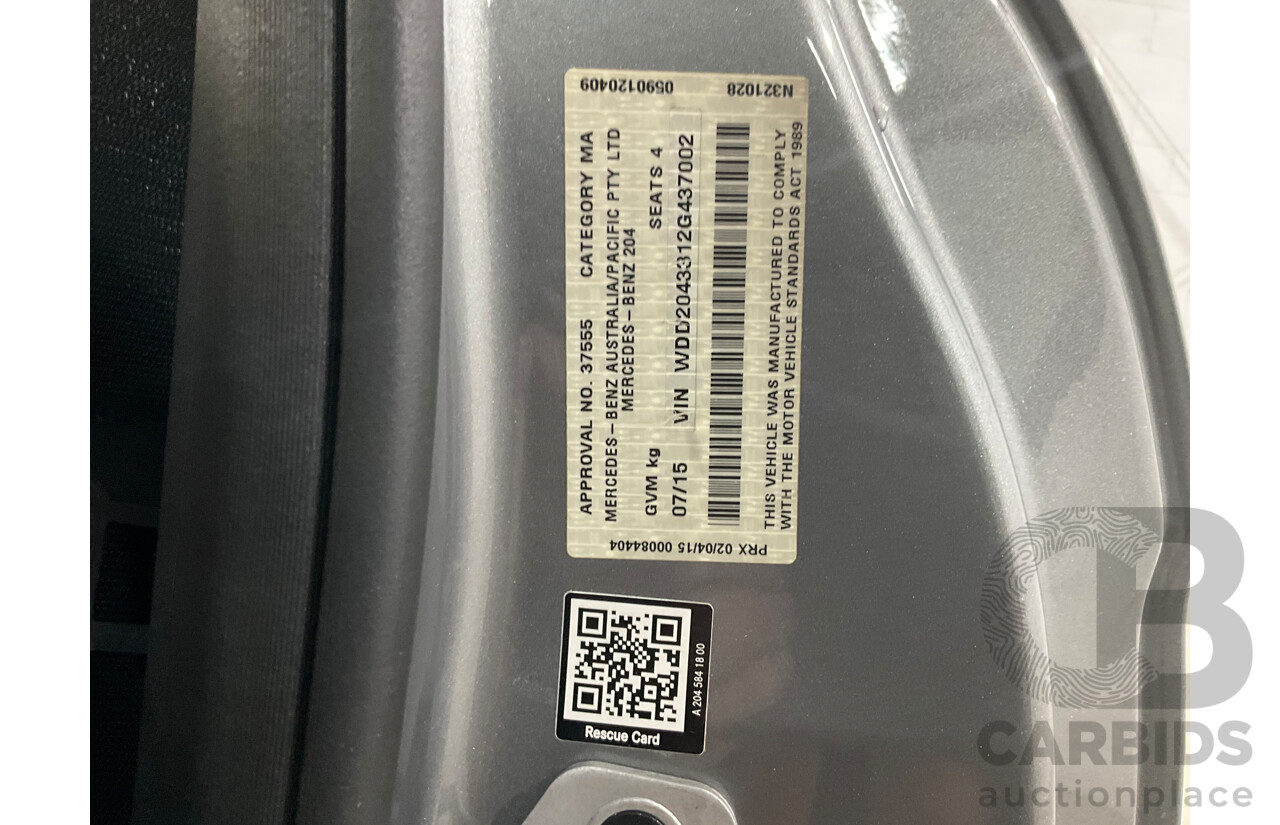 0590120409
N321028
APPROVAL NO. 37555 CATEGORY MA
MERCEDES-BENZ AUSTRALIA/PACIFIC PTY LTD
MERCEDES-BENZ 204
GVM kg SEATS 4
07/15 VIN WDD2043312G437002
THIS VEHICLE WAS MANUFACTURED TO COMPLY
WITH THE MOTOR VEHICLE STANDARDS ACT 1989
PRX 02/04/15 00084404
A 204 584 18 00
Rescue Card
CB
CARBIDS
auctionplace